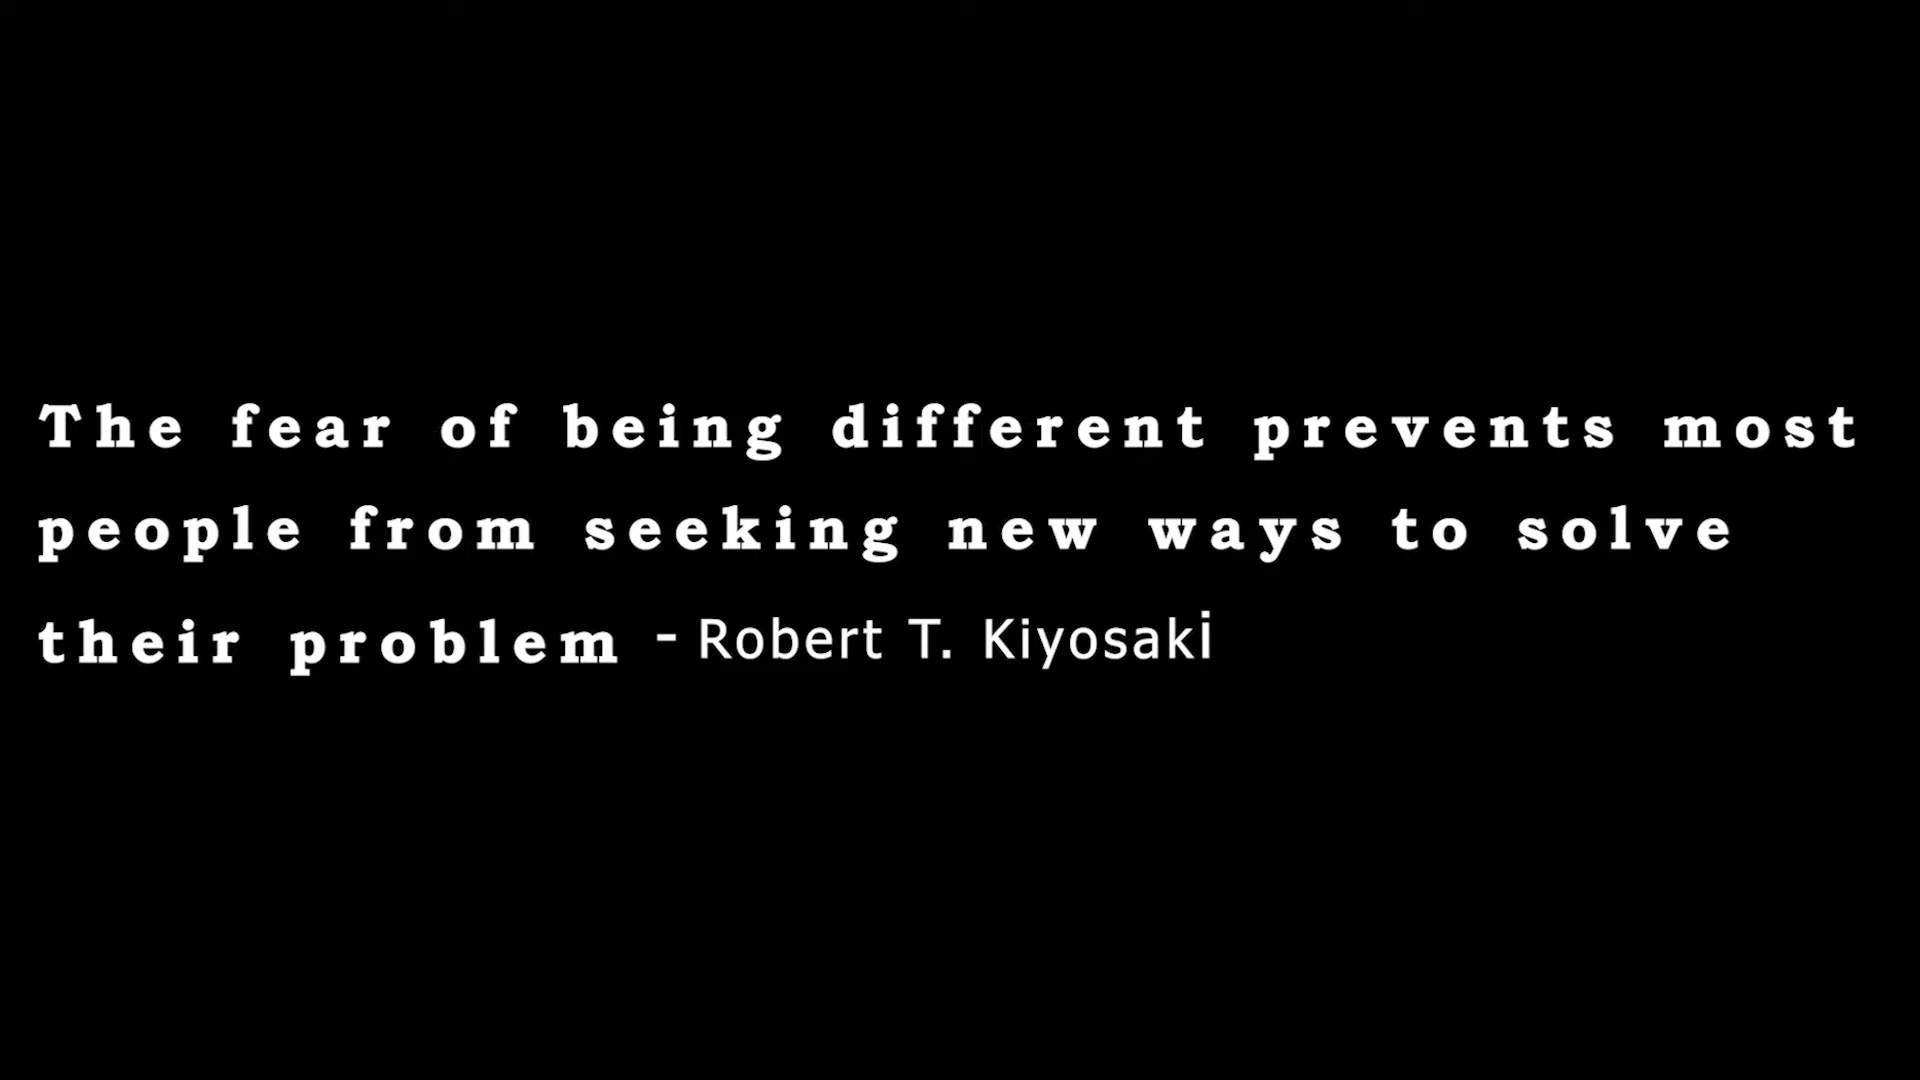 The fear of being different prevents most
people from seeking new ways to solve
their problem - Robert T. Kiyosaki